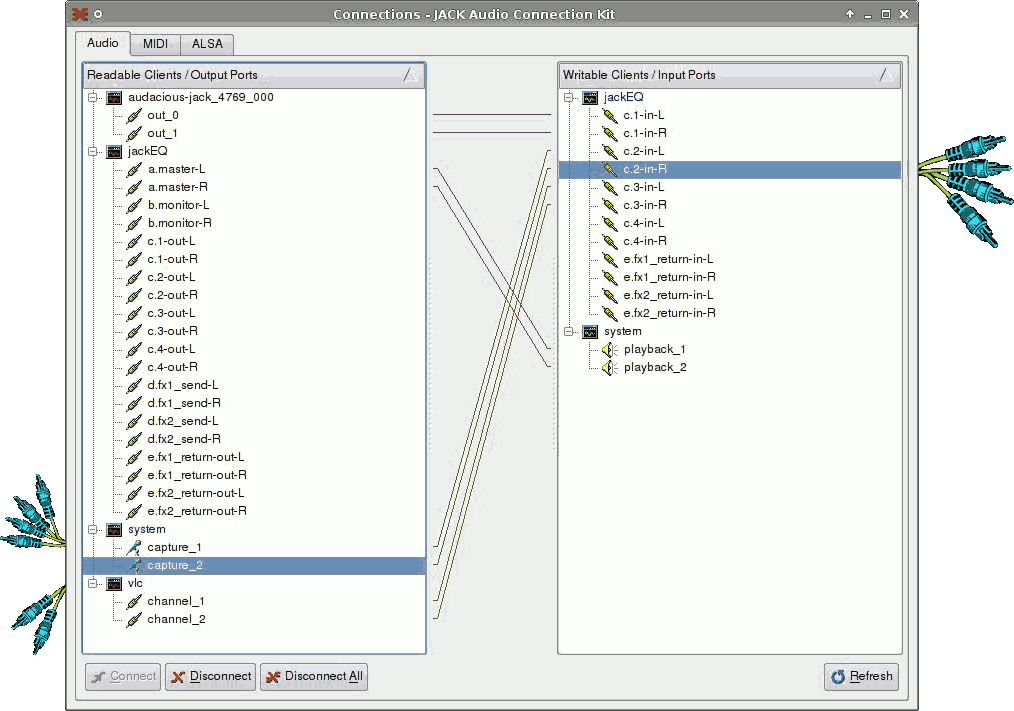 Connections - JACK Audio Connection Kit
Audio MIDI ALSA
Readable Clients / Output Ports
audacious-jack_4769_000
out_0
out_1
jackEQ
a.master-L
a.master-R
b.monitor-L
b.monitor-R
c.1-out-L
c.1-out-R
c.2-out-L
c.2-out-R
c.3-out-L
c.3-out-R
c.4-out-L
c.4-out-R
d.fx1_send-L
d.fx1_send-R
d.fx2_send-L
d.fx2_send-R
e.fx1_return-out-L
e.fx1_return-out-R
e.fx2_return-out-L
e.fx2_return-out-R
system
capture_1
capture_2
vlc
channel_1
channel_2
Writable Clients / Input Ports
jackEQ
c.1-in-L
c.1-in-R
c.2-in-L
c.2-in-R
c.3-in-L
c.3-in-R
c.4-in-L
c.4-in-R
e.fx1_return-in-L
e.fx1_return-in-R
e.fx2_return-in-L
e.fx2_return-in-R
system
playback_1
playback_2
Connect Disconnect Disconnect All Refresh